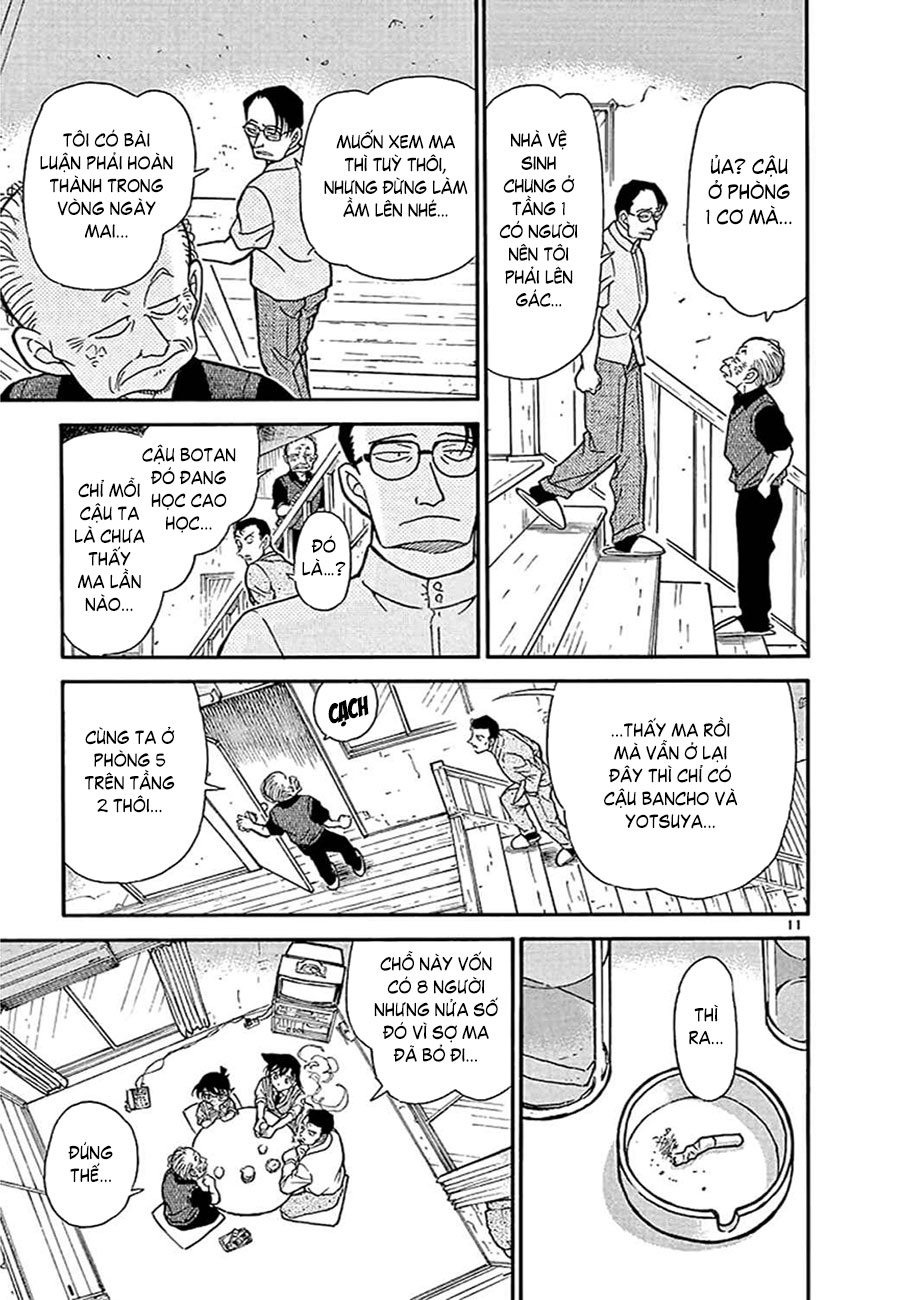 ỦA? CẬU
Ở PHÒNG
1 CƠ MÀ...
NHÀ VỆ
SINH
CHUNG Ở
TẦNG 1
CÓ NGƯỜI
NÊN TÔI
PHẢI LÊN
GÁC...
MUỐN XEM MA
THÌ TUỲ THÔI,
NHƯNG ĐỪNG LÀM
ẦM LÊN NHÉ...
TÔI CÓ BÀI
LUẬN PHẢI HOÀN
THÀNH TRONG
VÒNG NGÀY
MAI...
ĐÓ
LÀ...?
CẬU BOTAN
ĐÓ ĐANG
HỌC CAO
HỌC...
CHỈ MỖI
CẬU TA
LÀ CHƯA
THẤY
MA LẦN
NÀO...
...THẤY MA RỒI
MÀ VẪN Ở LẠI
ĐÂY THÌ CHỈ CÓ
CẬU BANCHO VÀ
YOTSUYA...
CẠCH
CÙNG TA Ở
PHÒNG 5
TRÊN TẦNG
2 THÔI...
11
THÌ
RA...
CHỔ NÀY VỐN
CÓ 8 NGƯỜI
NHƯNG NỬA SỐ
ĐÓ VÌ SỢ MA
ĐÃ BỎ ĐI...
ĐÚNG
THẾ.